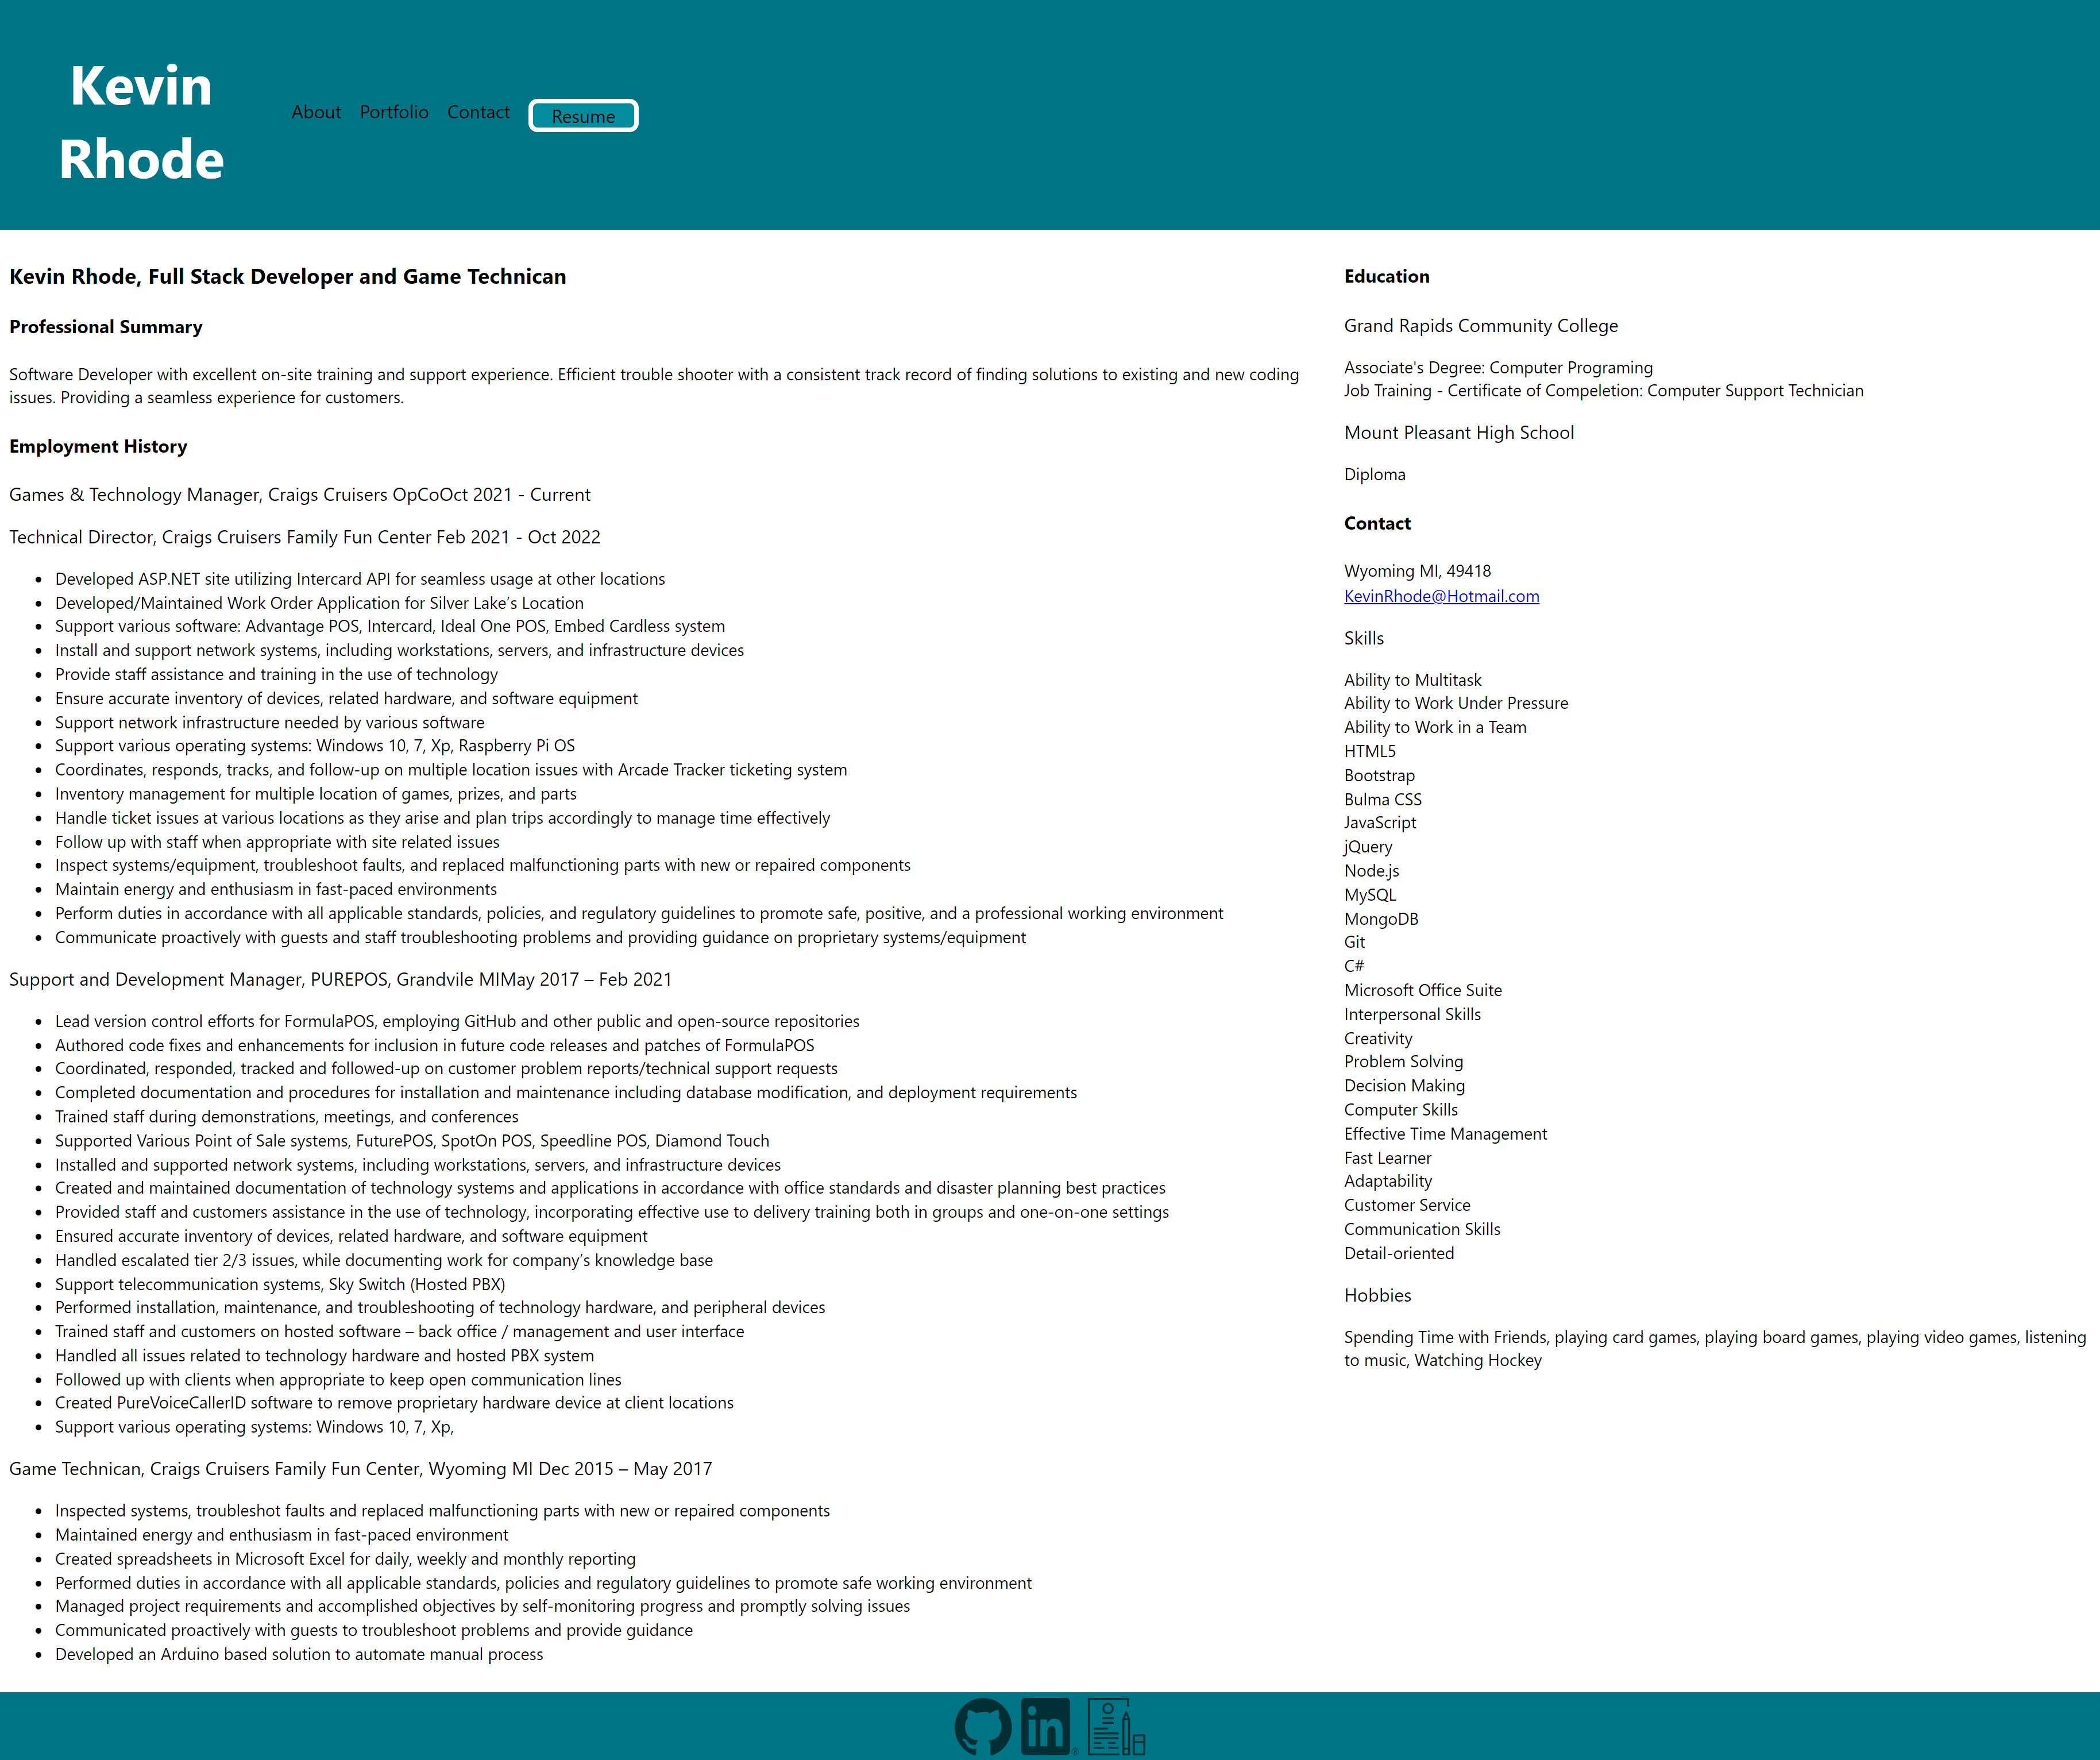 Kevin
Rhode
About
Portfolio
Contact
Resume
Kevin Rhode, Full Stack Developer and Game Technican
Professional Summary
Software Developer with excellent on-site training and support experience. Efficient trouble shooter with a consistent track record of finding solutions to existing and new coding
issues. Providing a seamless experience for customers.
Employment History
Games & Technology Manager, Craigs Cruisers OpCoOct 2021 - Current
Technical Director, Craigs Cruisers Family Fun Center Feb 2021 - Oct 2022
• Developed ASP.NET site utilizing Intercard API for seamless usage at other locations
• Developed/Maintained Work Order Application for Silver Lake’s Location
• Support various software: Advantage POS, Intercard, Ideal One POS, Embed Cardless system
• Install and support network systems, including workstations, servers, and infrastructure devices
• Provide staff assistance and training in the use of technology
• Ensure accurate inventory of devices, related hardware, and software equipment
• Support network infrastructure needed by various software
• Support various operating systems: Windows 10, 7, Xp, Raspberry Pi OS
• Coordinates, responds, tracks, and follow-up on multiple location issues with Arcade Tracker ticketing system
• Inventory management for multiple location of games, prizes, and parts
• Handle ticket issues at various locations as they arise and plan trips accordingly to manage time effectively
• Follow up with staff when appropriate with site related issues
• Inspect systems/equipment, troubleshoot faults, and replaced malfunctioning parts with new or repaired components
• Maintain energy and enthusiasm in fast-paced environments
• Perform duties in accordance with all applicable standards, policies, and regulatory guidelines to promote safe, positive, and a professional working environment
• Communicate proactively with guests and staff troubleshooting problems and providing guidance on proprietary systems/equipment
Support and Development Manager, PUREPOS, Grandvile MIMay 2017 – Feb 2021
• Lead version control efforts for FormulaPOS, employing GitHub and other public and open-source repositories
• Authored code fixes and enhancements for inclusion in future code releases and patches of FormulaPOS
• Coordinated, responded, tracked and followed-up on customer problem reports/technical support requests
• Completed documentation and procedures for installation and maintenance including database modification, and deployment requirements
• Trained staff during demonstrations, meetings, and conferences
• Supported Various Point of Sale systems, FuturePOS, SpotOn POS, Speedline POS, Diamond Touch
• Installed and supported network systems, including workstations, servers, and infrastructure devices
• Created and maintained documentation of technology systems and applications in accordance with office standards and disaster planning best practices
• Provided staff and customers assistance in the use of technology, incorporating effective use to delivery training both in groups and one-on-one settings
• Ensured accurate inventory of devices, related hardware, and software equipment
• Handled escalated tier 2/3 issues, while documenting work for company’s knowledge base
• Support telecommunication systems, Sky Switch (Hosted PBX)
• Performed installation, maintenance, and troubleshooting of technology hardware, and peripheral devices
• Trained staff and customers on hosted software – back office / management and user interface
• Handled all issues related to technology hardware and hosted PBX system
• Followed up with clients when appropriate to keep open communication lines
• Created PureVoiceCallerID software to remove proprietary hardware device at client locations
• Support various operating systems: Windows 10, 7, Xp,
Game Technican, Craigs Cruisers Family Fun Center, Wyoming MI Dec 2015 – May 2017
• Inspected systems, troubleshot faults and replaced malfunctioning parts with new or repaired components
• Maintained energy and enthusiasm in fast-paced environment
• Created spreadsheets in Microsoft Excel for daily, weekly and monthly reporting
• Performed duties in accordance with all applicable standards, policies and regulatory guidelines to promote safe working environment
• Managed project requirements and accomplished objectives by self-monitoring progress and promptly solving issues
• Communicated proactively with guests to troubleshoot problems and provide guidance
• Developed an Arduino based solution to automate manual process
Education
Grand Rapids Community College
Associate's Degree: Computer Programing
Job Training - Certificate of Compeletion: Computer Support Technician
Mount Pleasant High School
Diploma
Contact
Wyoming MI, 49418
KevinRhode@Hotmail.com
Skills
Ability to Multitask
Ability to Work Under Pressure
Ability to Work in a Team
HTML5
Bootstrap
Bulma CSS
JavaScript
jQuery
Node.js
MySQL
MongoDB
Git
C#
Microsoft Office Suite
Interpersonal Skills
Creativity
Problem Solving
Decision Making
Computer Skills
Effective Time Management
Fast Learner
Adaptability
Customer Service
Communication Skills
Detail-oriented
Hobbies
Spending Time with Friends, playing card games, playing board games, playing video games, listening
to music, Watching Hockey
in